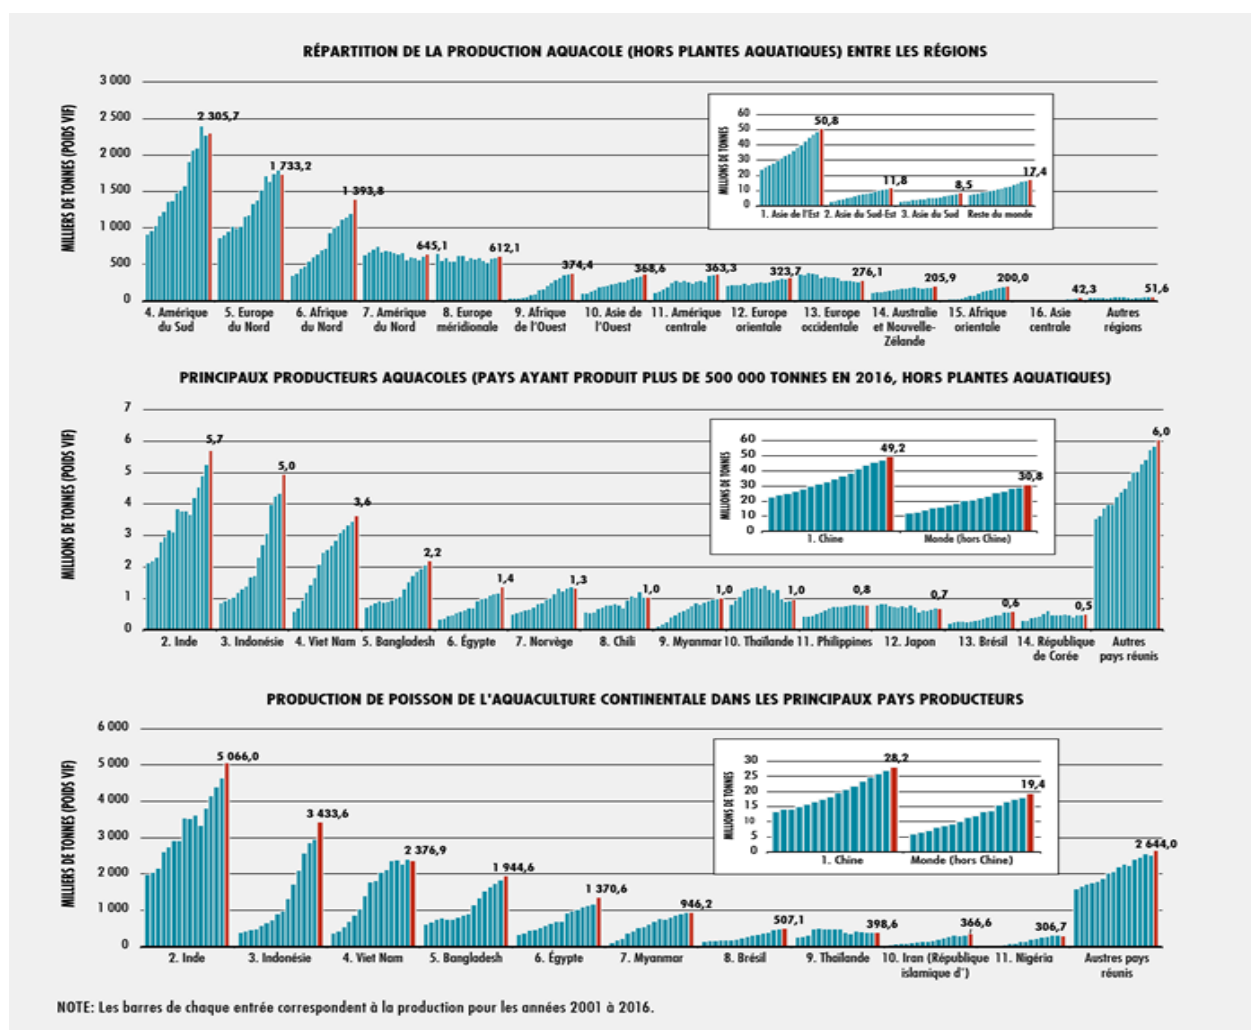 RÉPARTITION DE LA PRODUCTION AQUACOLE (HORS PLANTES AQUATIQUES) ENTRE LES RÉGIONS
MILLIERS DE TONNES (POIDS VIF)
3 000
2 500
2 000
1 500
1 000
500
0
2 305,7
1 733,2
1 393,8
645,1
612,1
374,4
368,6
363,3
323,7
276,1
205,9
200,0
42,3
51,6
4. Amérique du Sud
5. Europe du Nord
6. Afrique du Nord
7. Amérique du Nord
8. Europe méridionale
9. Afrique de l'Ouest
10. Asie de l'Ouest
11. Amérique centrale
12. Europe orientale
13. Europe occidentale
14. Australie et Nouvelle-Zélande
15. Afrique orientale
16. Asie centrale
Autres régions
MILLIONS DE TONNES
60
50
40
30
20
10
0
50,8
11,8
8,5
17,4
1. Asie de l'Est
2. Asie du Sud-Est
3. Asie du Sud
Reste du monde
PRINCIPAUX PRODUCTEURS AQUACOLES (PAYS AYANT PRODUIT PLUS DE 500 000 TONNES EN 2016, HORS PLANTES AQUATIQUES)
MILLIONS DE TONNES (POIDS VIF)
7
6
5
4
3
2
1
0
5,7
5,0
3,6
2,2
1,4
1,3
1,0
1,0
1,0
0,8
0,7
0,6
0,5
6,0
2. Inde
3. Indonésie
4. Viet Nam
5. Bangladesh
6. Égypte
7. Norvège
8. Chili
9. Myanmar
10. Thaïlande
11. Philippines
12. Japon
13. Brésil
14. République de Corée
Autres pays réunis
MILLIONS DE TONNES
60
50
40
30
20
10
0
49,2
30,8
1. Chine
Monde (hors Chine)
PRODUCTION DE POISSON DE L'AQUACULTURE CONTINENTALE DANS LES PRINCIPAUX PAYS PRODUCTEURS
MILLIERS DE TONNES (POIDS VIF)
6 000
5 000
4 000
3 000
2 000
1 000
0
5 066,0
3 433,6
2 376,9
1 944,6
1 370,6
946,2
507,1
398,6
366,6
306,7
2 644,0
2. Inde
3. Indonésie
4. Viet Nam
5. Bangladesh
6. Égypte
7. Myanmar
8. Brésil
9. Thaïlande
10. Iran (République islamique d')
11. Nigéria
Austres pays réunis
MILLIONS DE TONNES
30
25
20
15
10
5
0
28,2
19,4
1. Chine
Monde (hors Chine)
NOTE: Les barres de chaque entrée correspondent à la production pour les années 2001 à 2016.